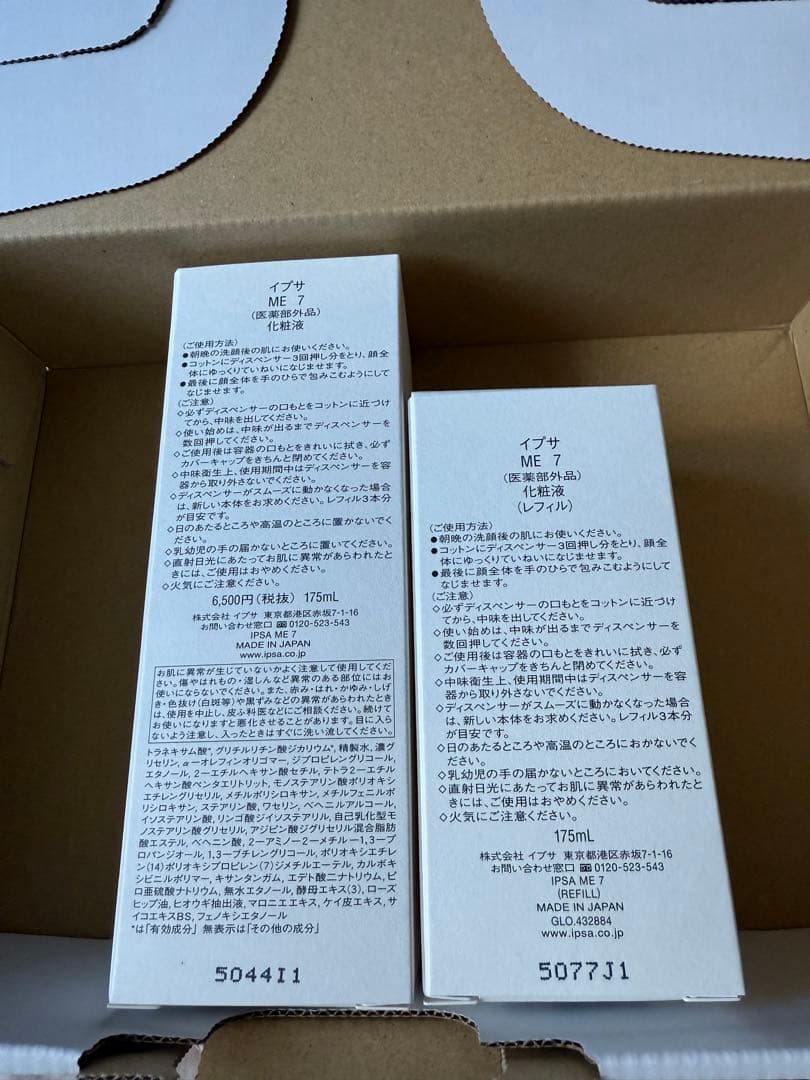 イプサ
ME 7
(医薬部外品)
化粧液
〈ご使用方法〉
●朝晩の洗顔後の肌にお使いください。
●コットンにディスペンサー3回押し分をとり、顔全
体にゆっくりていねいになじませます。
●最後に顔全体を手のひらで包みこむようにして
なじませます。
〈ご注意〉
◇必ずディスペンサーの口もとをコットンに近づけ
てから、中味を出してください。
◇使い始めは、中味が出るまでディスペンサーを
数回押してください。
◇ご使用後は容器の口もとをきれいに拭き、必ず
カバーキャップをきちんと閉めてください。
◇中味衛生上、使用期間中はディスペンサーを容
器から取り外さないでください。
◇ディスペンサーがスムーズに動かなくなった場合
は、新しい本体をお求めください。レフィル3本分
が目安です。
◇日のあたるところや高温のところに置かないでく
ださい。
◇乳幼児の手の届かないところに置いてください。
◇直射日光にあたってお肌に異常があらわれたと
きには、ご使用はおやめください。
◇火気にご注意ください。
6,500円(税抜) 175mL
株式会社 イプサ 東京都港区赤坂7-1-16
お問い合わせ窓口 0120-523-543
IPSA ME 7
MADE IN JAPAN
www.ipsa.co.jp
お肌に異常が生じていないかよく注意して使用してくだ
さい。傷やはれもの・湿しん等異常のある部位にはお
使いにならないでください。また、赤み・はれ・かゆみ・しげ
き・色抜け(白斑等)や黒ずみなどの異常があらわれたとき
は、使用を中止し、皮ふ科医などにご相談ください。続けて
お使いになりますと悪化させることがあります。目に入ら
ないよう注意し、入ったときはすぐに洗い流してください。
トラネキサム酸*,グリチルリチン酸ジカリウム*,精製水,濃グ
リセリン,α-オレフィンオリゴマー,ジプロピレングリコール,
エタノール,2-エチルヘキサン酸セチル,テトラ2-エチル
ヘキサン酸ペンタエリトリット,モノステアリン酸ポリオキシ
エチレングリセリル,メチルポリシロキサン,メチルフェニルポ
リシロキサン,ステアリン酸,ワセリン,ベヘニルアルコール,
イソステアリン酸,リンゴ酸ジイソステアリル,自己乳化型モ
ノステアリン酸グリセリル,アジピン酸ジグリセリル混合脂肪
酸エステル,ベヘニン酸,2-アミノ-2-メチル-1,3-プ
ロパンジオール,1,3-ブチレングリコール,ポリオキシエチレ
ン(14)ポリオキシプロピレン(7)ジメチルエーテル,カルボキ
シビニルポリマー,キサンタンガム,エデト酸二ナトリウム,ピ
ロ亜硫酸ナトリウム,無水エタノール,酵母エキス(3),ローズ
ヒップ油,ヒオウギ抽出液,マロニエエキス,ケイ皮エキス,サ
イコエキスBS,フェノキシエタノール
*は「有効成分」無表示は「その他の成分」
5044I1
イプサ
ME 7
(医薬部外品)
化粧液
(レフィル)
〈ご使用方法〉
●朝晩の洗顔後の肌にお使いください。
●コットンにディスペンサー3回押し分をとり、顔全
体にゆっくりていねいになじませます。
●最後に顔全体を手のひらで包みこむようにして
なじませます。
〈ご注意〉
◇必ずディスペンサーの口もとをコットンに近づけ
てから、中味を出してください。
◇使い始めは、中味が出るまでディスペンサーを
数回押してください。
◇ご使用後は容器の口もとをきれいに拭き、必ず
カバーキャップをきちんと閉めてください。
◇中味衛生上、使用期間中はディスペンサーを容
器から取り外さないでください。
◇ディスペンサーがスムーズに動かなくなった場合
は、新しい本体をお求めください。レフィル3本分
が目安です。
◇日のあたるところや高温のところにおかないでく
ださい。
◇乳幼児の手の届かないところにおいてください。
◇直射日光にあたってお肌に異常があらわれたと
きには、ご使用はおやめください。
◇火気にご注意ください。
175mL
株式会社 イプサ 東京都港区赤坂7-1-16
お問い合わせ窓口 0120-523-543
IPSA ME 7
(REFILL)
MADE IN JAPAN
GLO.432884
www.ipsa.co.jp
5077J1